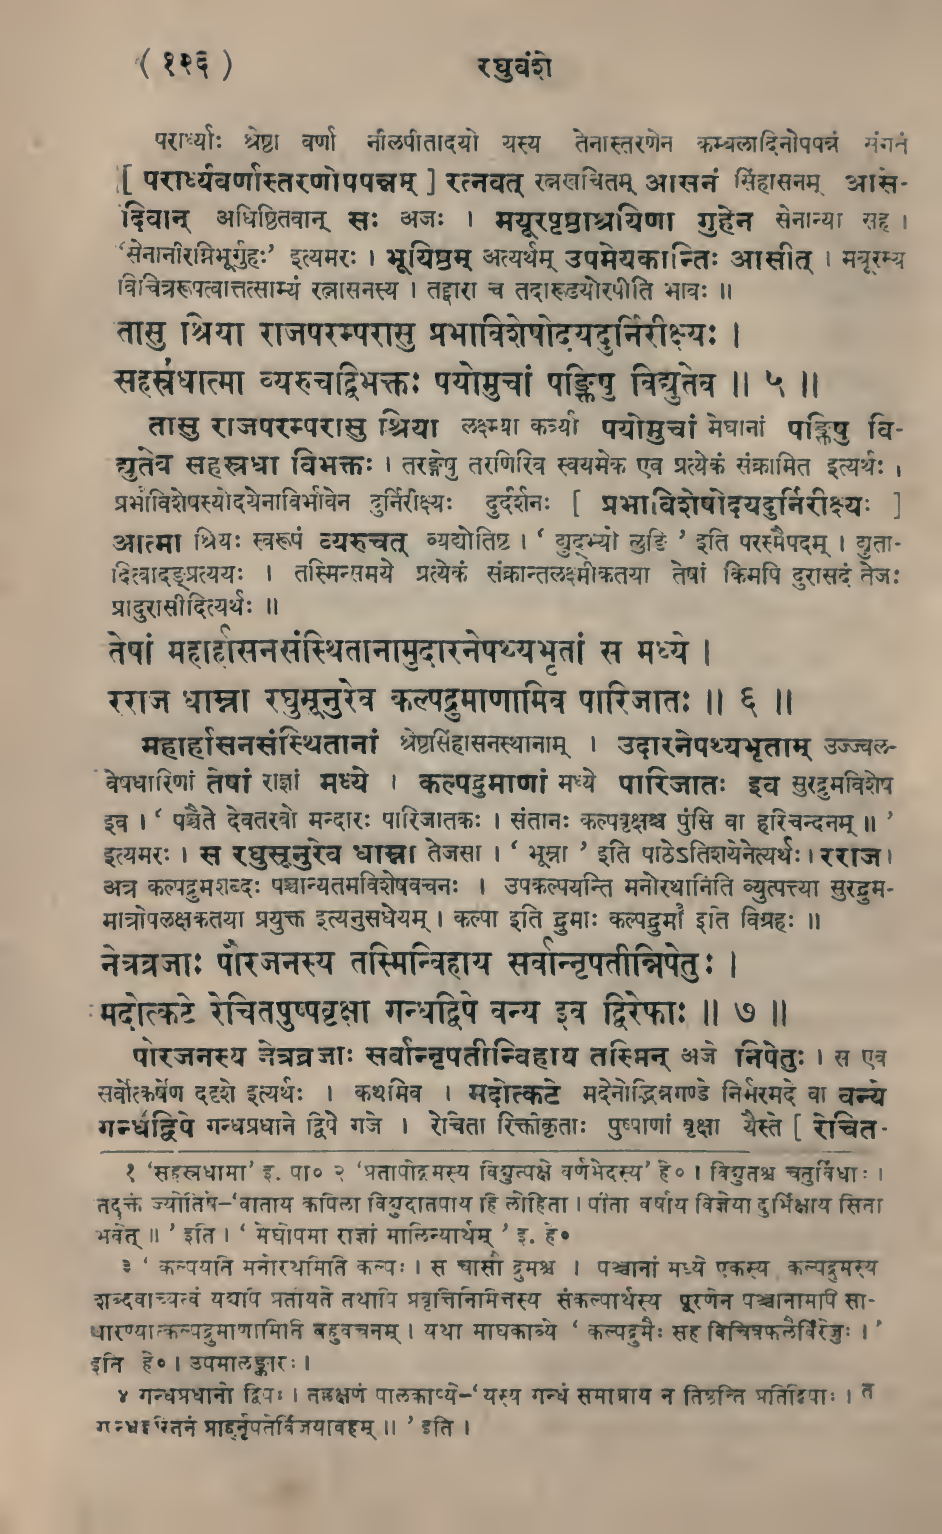 ( १२६ ) रघुवंशे
परार्ध्याः श्रेष्ठा वर्णा नीलपीतादयो यस्य तेनास्तरणेन कम्बलादिनोपपन्नं संगतं
[ परार्ध्यवर्णास्तरणोपपन्नम् ] रत्नवत् रत्नखचितम् आसनं सिंहासनम् आसे-
दिवान् अधिष्ठितवान् सः अजः । मयूरपृष्ठाश्रयिणा गुहेन सेनान्या सह ।
‘सेनानीरग्निभूर्गुहः’ इत्यमरः । भूयिष्ठम् अत्यर्थम् उपमेयकान्तिः आसीत् । मयूरस्य
विचित्ररूपत्वात्तत्साम्यं रत्नासनस्य । तद्द्वारा च तदारूढयोरपीति भावः ॥
तासु श्रिया राजपरम्परासु प्रभाविशेषोदयदुर्निरीक्ष्यः ।
सहस्रधात्मा व्यरुचद्विभक्तः पयोमुचां पङ्क्तिषु विद्युतेव ॥ ५ ॥
तासु राजपरम्परासु श्रिया लक्ष्म्या कर्त्र्या पयोमुचां मेघानां पङ्क्तिषु वि-
द्युतेव सहस्रधा विभक्तः । तरङ्गेषु तरणिरिव स्वयमेक एव प्रत्येकं संक्रामित इत्यर्थः ।
प्रभाविशेषस्योदयेनाविर्भावेन दुर्निरीक्ष्यः दुर्दर्शनः [ प्रभाविशेषोदयदुर्निरीक्ष्यः ]
आत्मा श्रियः स्वरूपं व्यरुचत् व्यद्योतिष्ट । ‘ द्युद्भ्यो लुङि ’ इति परस्मैपदम् । द्युता-
दित्वादङ्प्रत्ययः । तस्मिन्समये प्रत्येकं संक्रान्तलक्ष्मीकतया तेषां किमपि दुरासदं तेजः
प्रादुरासीदित्यर्थः ॥
तेषां महार्हासनसंस्थितानामुदारनेपथ्यभृतां स मध्ये ।
रराज धाम्ना रघुसूनुरेव कल्पद्रुमाणामिव पारिजातः ॥ ६ ॥
महार्हासनसंस्थितानां श्रेष्ठसिंहासनस्थानाम् । उदारनेपथ्यभृताम् उज्ज्वल-
वेषधारिणां तेषां राज्ञां मध्ये । कल्पद्रुमाणां मध्ये पारिजातः इव सुरद्रुमविशेष
इव । ‘ पञ्चैते देवतरवो मन्दारः पारिजातकः । संतानः कल्पवृक्षश्च पुंसि वा हरिचन्दनम् ॥ ’
इत्यमरः । स रघुसूनुरेव धाम्ना तेजसा । ‘ भूम्ना ’ इति पाठेऽतिशयेनेत्यर्थः । रराज ।
अत्र कल्पद्रुमशब्दः पञ्चान्यतमविशेषवचनः । उपकल्पयन्ति मनोरथानिति व्युत्पत्त्या सुरद्रुम-
मात्रोपलक्षकतया प्रयुक्त इत्यनुसंधेयम् । कल्पा इति द्रुमाः कल्पद्रुमाँ इति विग्रहः ॥
नेत्रव्रजाः पौरजनस्य तस्मिन्विहाय सर्वान्नृपतीन्निपेतुः ।
मदोत्कटे रेचितपुष्पवृक्षा गन्धद्विपे वन्य इव द्विरेफाः ॥ ७ ॥
पौरजनस्य नेत्रव्रजाः सर्वान्नृपतीन्विहाय तस्मिन् अजे निपेतुः । स एव
सर्वोत्कर्षेण ददृशे इत्यर्थः । कथमिव । मदोत्कटे मदेनोद्भिन्नगण्डे निर्भरमदे वा वन्ये
गन्धद्विपे गन्धप्रधाने द्विपे गजे । रेचिता रिक्तीकृताः पुष्पाणां वृक्षा यैस्ते [ रेचित-
१ ‘सहस्रधामा’ इ. पा० २ ‘प्रतापोद्गमस्य विद्युत्पक्षे वर्णभेदस्य’ हे० । विद्युतश्च चतुर्विधाः ।
तदुक्तं ज्योतिषे–‘वाताय कपिला विद्युदातपाय हि लोहिता । पीता वर्षाय विज्ञेया दुर्भिक्षाय सिता
भवेत् ॥ ’ इति । ‘ मेघोपमा राज्ञां मालिन्यार्थम् ’ इ. हे०
३ ‘ कल्पयति मनोरथमिति कल्पः । स चासौ द्रुमश्च । पञ्चानां मध्ये एकस्य कल्पद्रुमस्य
शब्दवाच्यत्वं यद्यपि प्रतीयते तथापि प्रवृत्तिनिमित्तस्य संकल्पार्थस्य पूरणेन पञ्चानामपि सा-
धारण्यात्कल्पद्रुमाणामिति बहुवचनम् । यथा माघकाव्ये ‘ कल्पद्रुमैः सह विचित्रफलैर्विरेजुः । ’
इति हे० । उपमालङ्कारः ।
४ गन्धप्रधानो द्विपः । तल्लक्षणं पालकाप्ये–‘यस्य गन्धं समाघ्राय न तिष्ठन्ति प्रतिद्विपाः । त
गन्धहस्तिनं प्राहुर्नृपतेर्विजयावहम् ॥ ’ इति ।